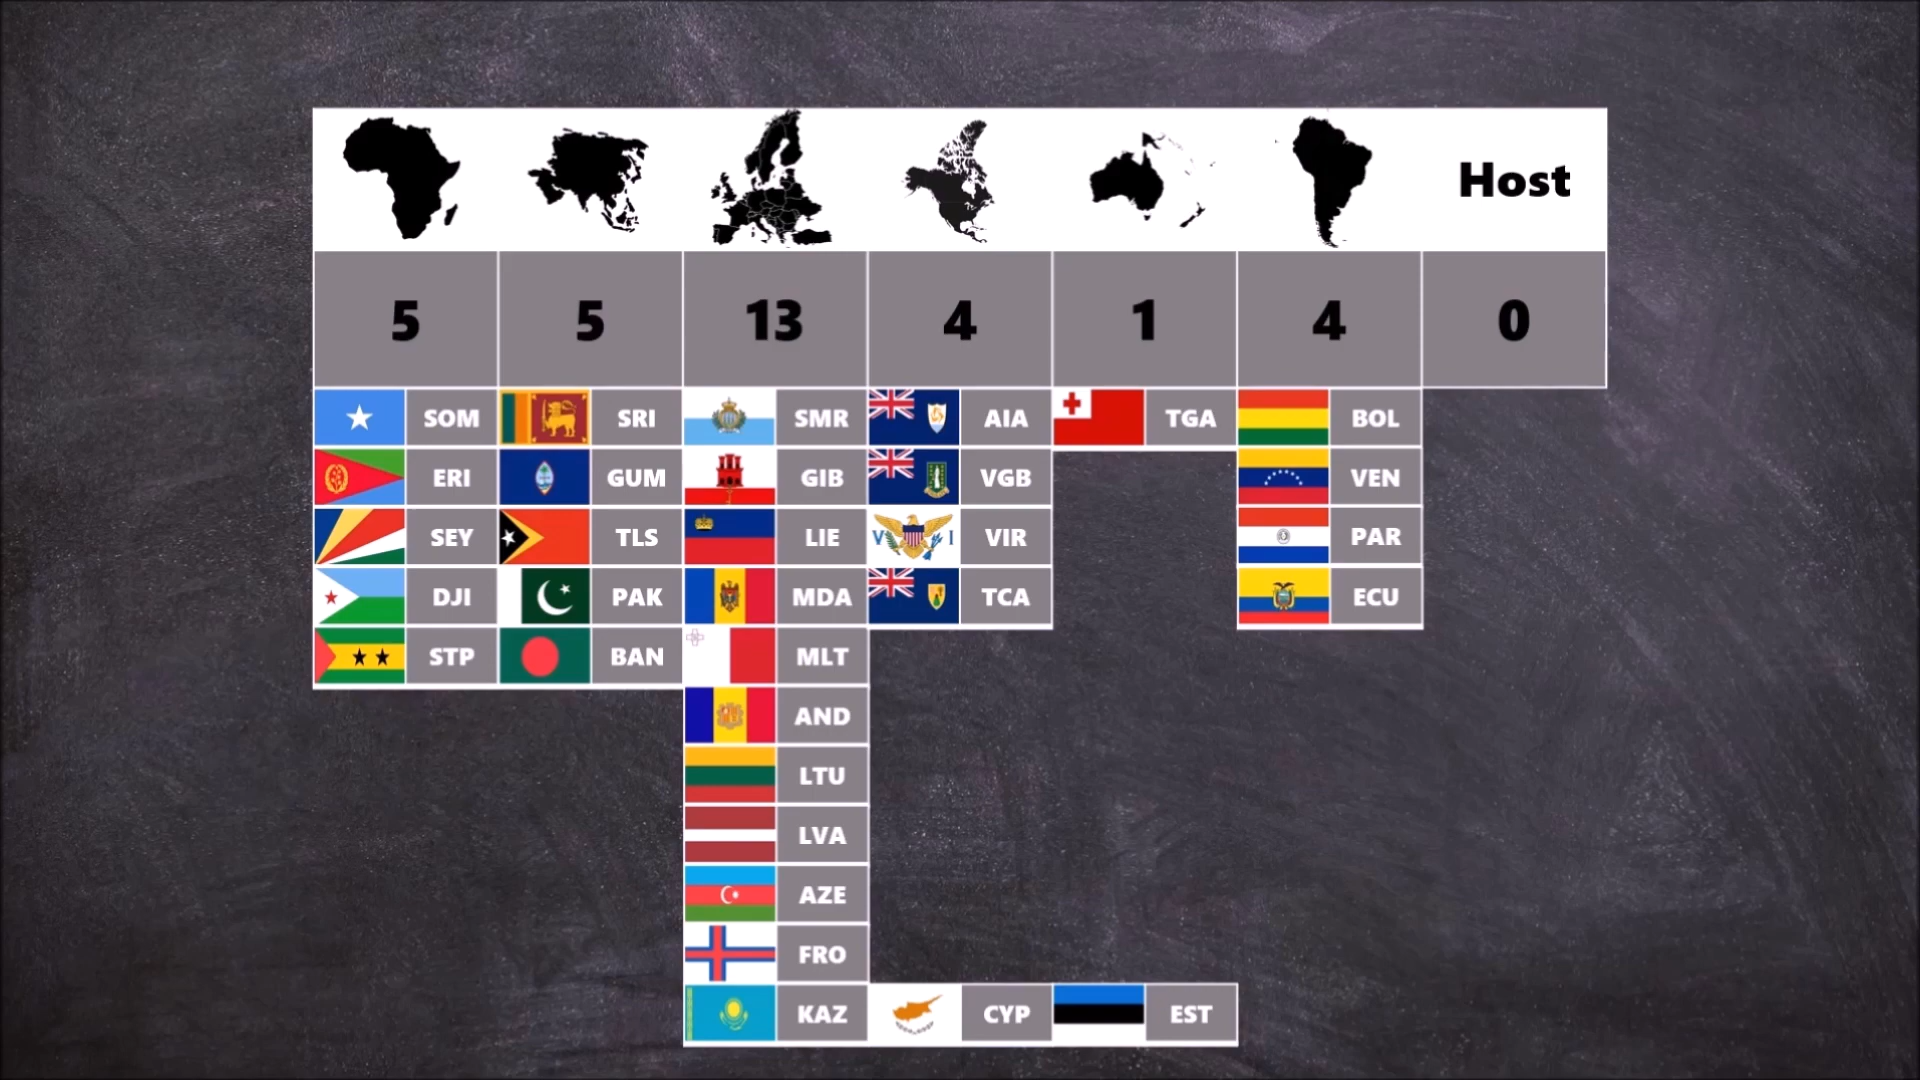 Host
5 5 13 4 1 4 0
SOM SRI SMR AIA TGA BOL
ERI GUM GIB VGB VEN
SEY TLS LIE V I VIR PAR
DJI PAK MDA TCA ECU
STP BAN MLT
AND
LTU
LVA
AZE
FRO
KAZ CYP EST